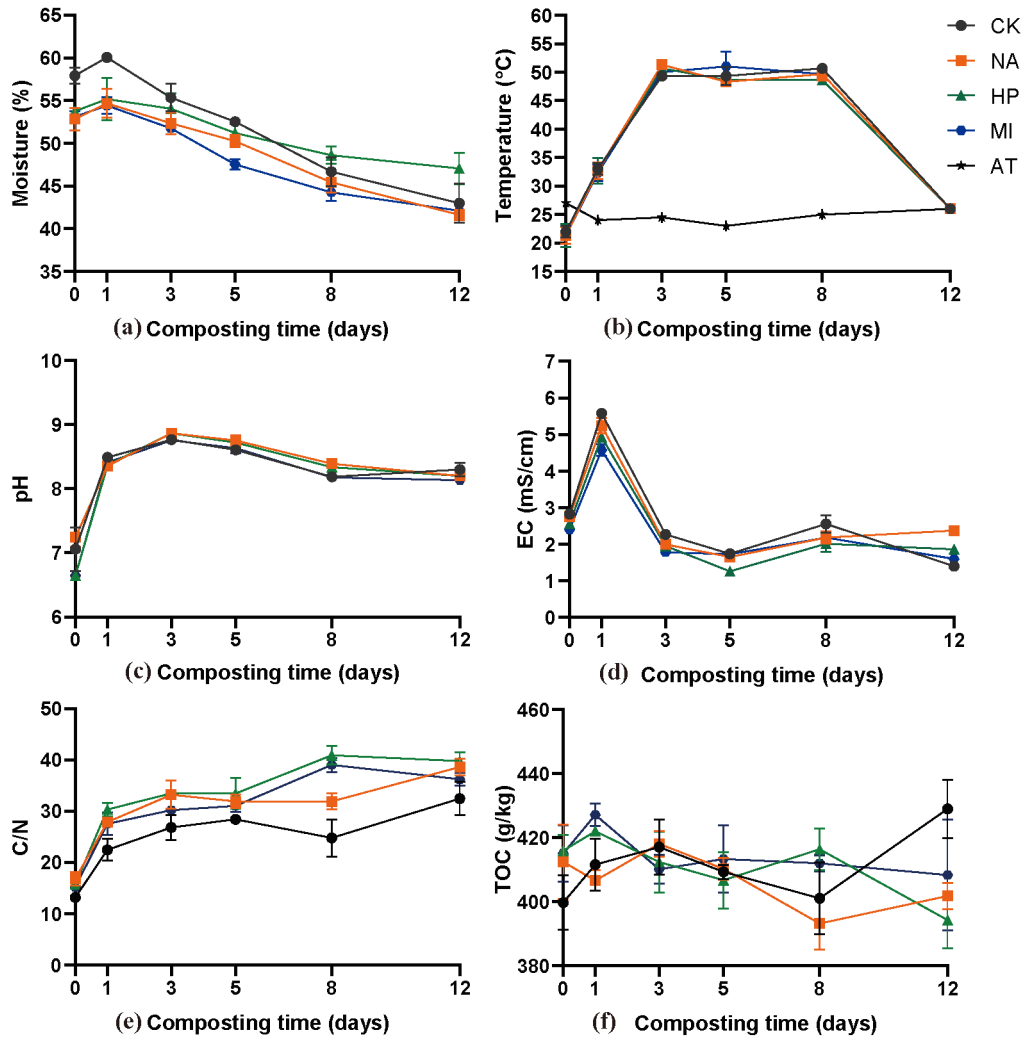 65
60
55
50
45
40
35
Moisture (%)
0 1 3 5 8 12
(a) Composting time (days)
60
55
50
45
40
35
30
25
20
15
Temperature (°C)
0 1 3 5 8 12
(b) Composting time (days)
CK
NA
HP
MI
AT
10
9
8
7
6
pH
0 1 3 5 8 12
(c) Composting time (days)
7
6
5
4
3
2
1
0
EC (mS/cm)
0 1 3 5 8 12
(d) Composting time (days)
50
40
30
20
10
0
C/N
0 1 3 5 8 12
(e) Composting time (days)
460
440
420
400
380
TOC (g/kg)
0 1 3 5 8 12
(f) Composting time (days)